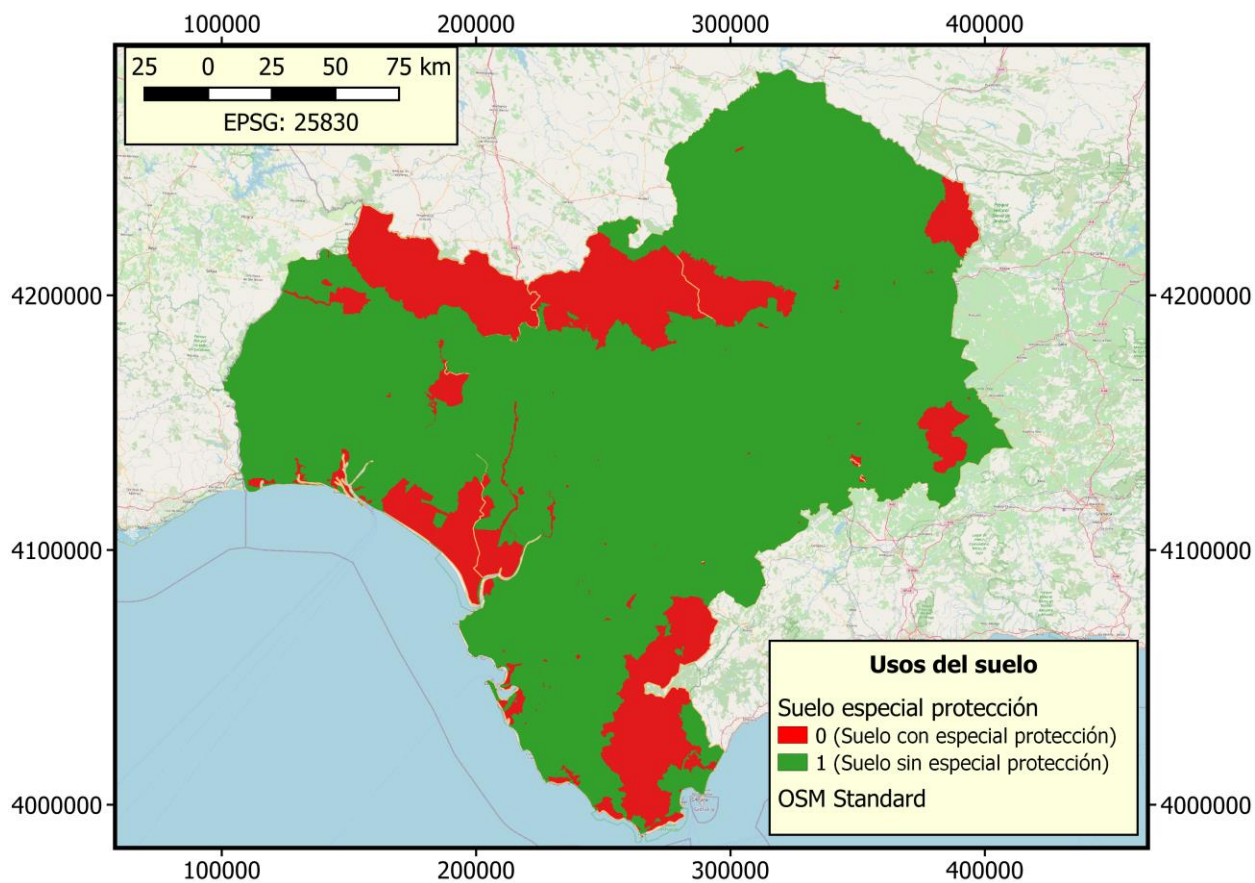 100000 200000 300000 400000
25 0 25 50 75 km
EPSG: 25830
4200000 4200000
4100000 4100000
Usos del suelo
Suelo especial protección
0 (Suelo con especial protección)
1 (Suelo sin especial protección)
OSM Standard
4000000 4000000
100000 200000 300000 400000